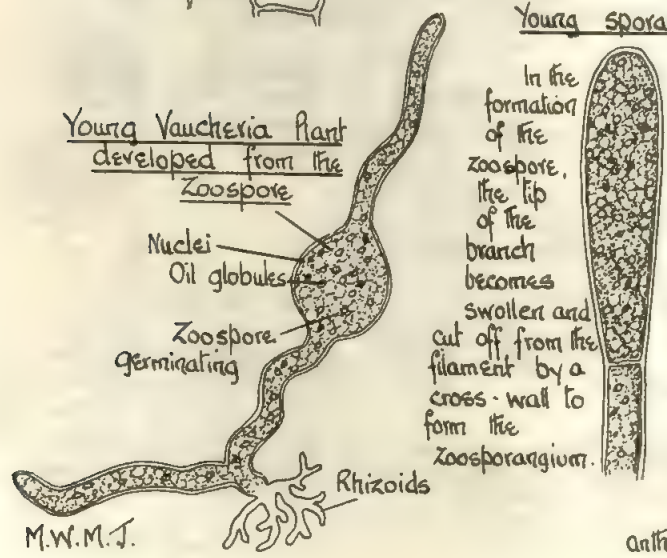 Young spora
Young Vaucheria Plant
developed from the
Zoospore
Nuclei
Oil globules
Zoospore
germinating
Rhizoids
M.W.M.J.
In the
formation
of the
zoospore,
the tip
of the
branch
becomes
swollen and
cut off from the
filament by a
cross-wall to
form the
zoosporangium.
anth